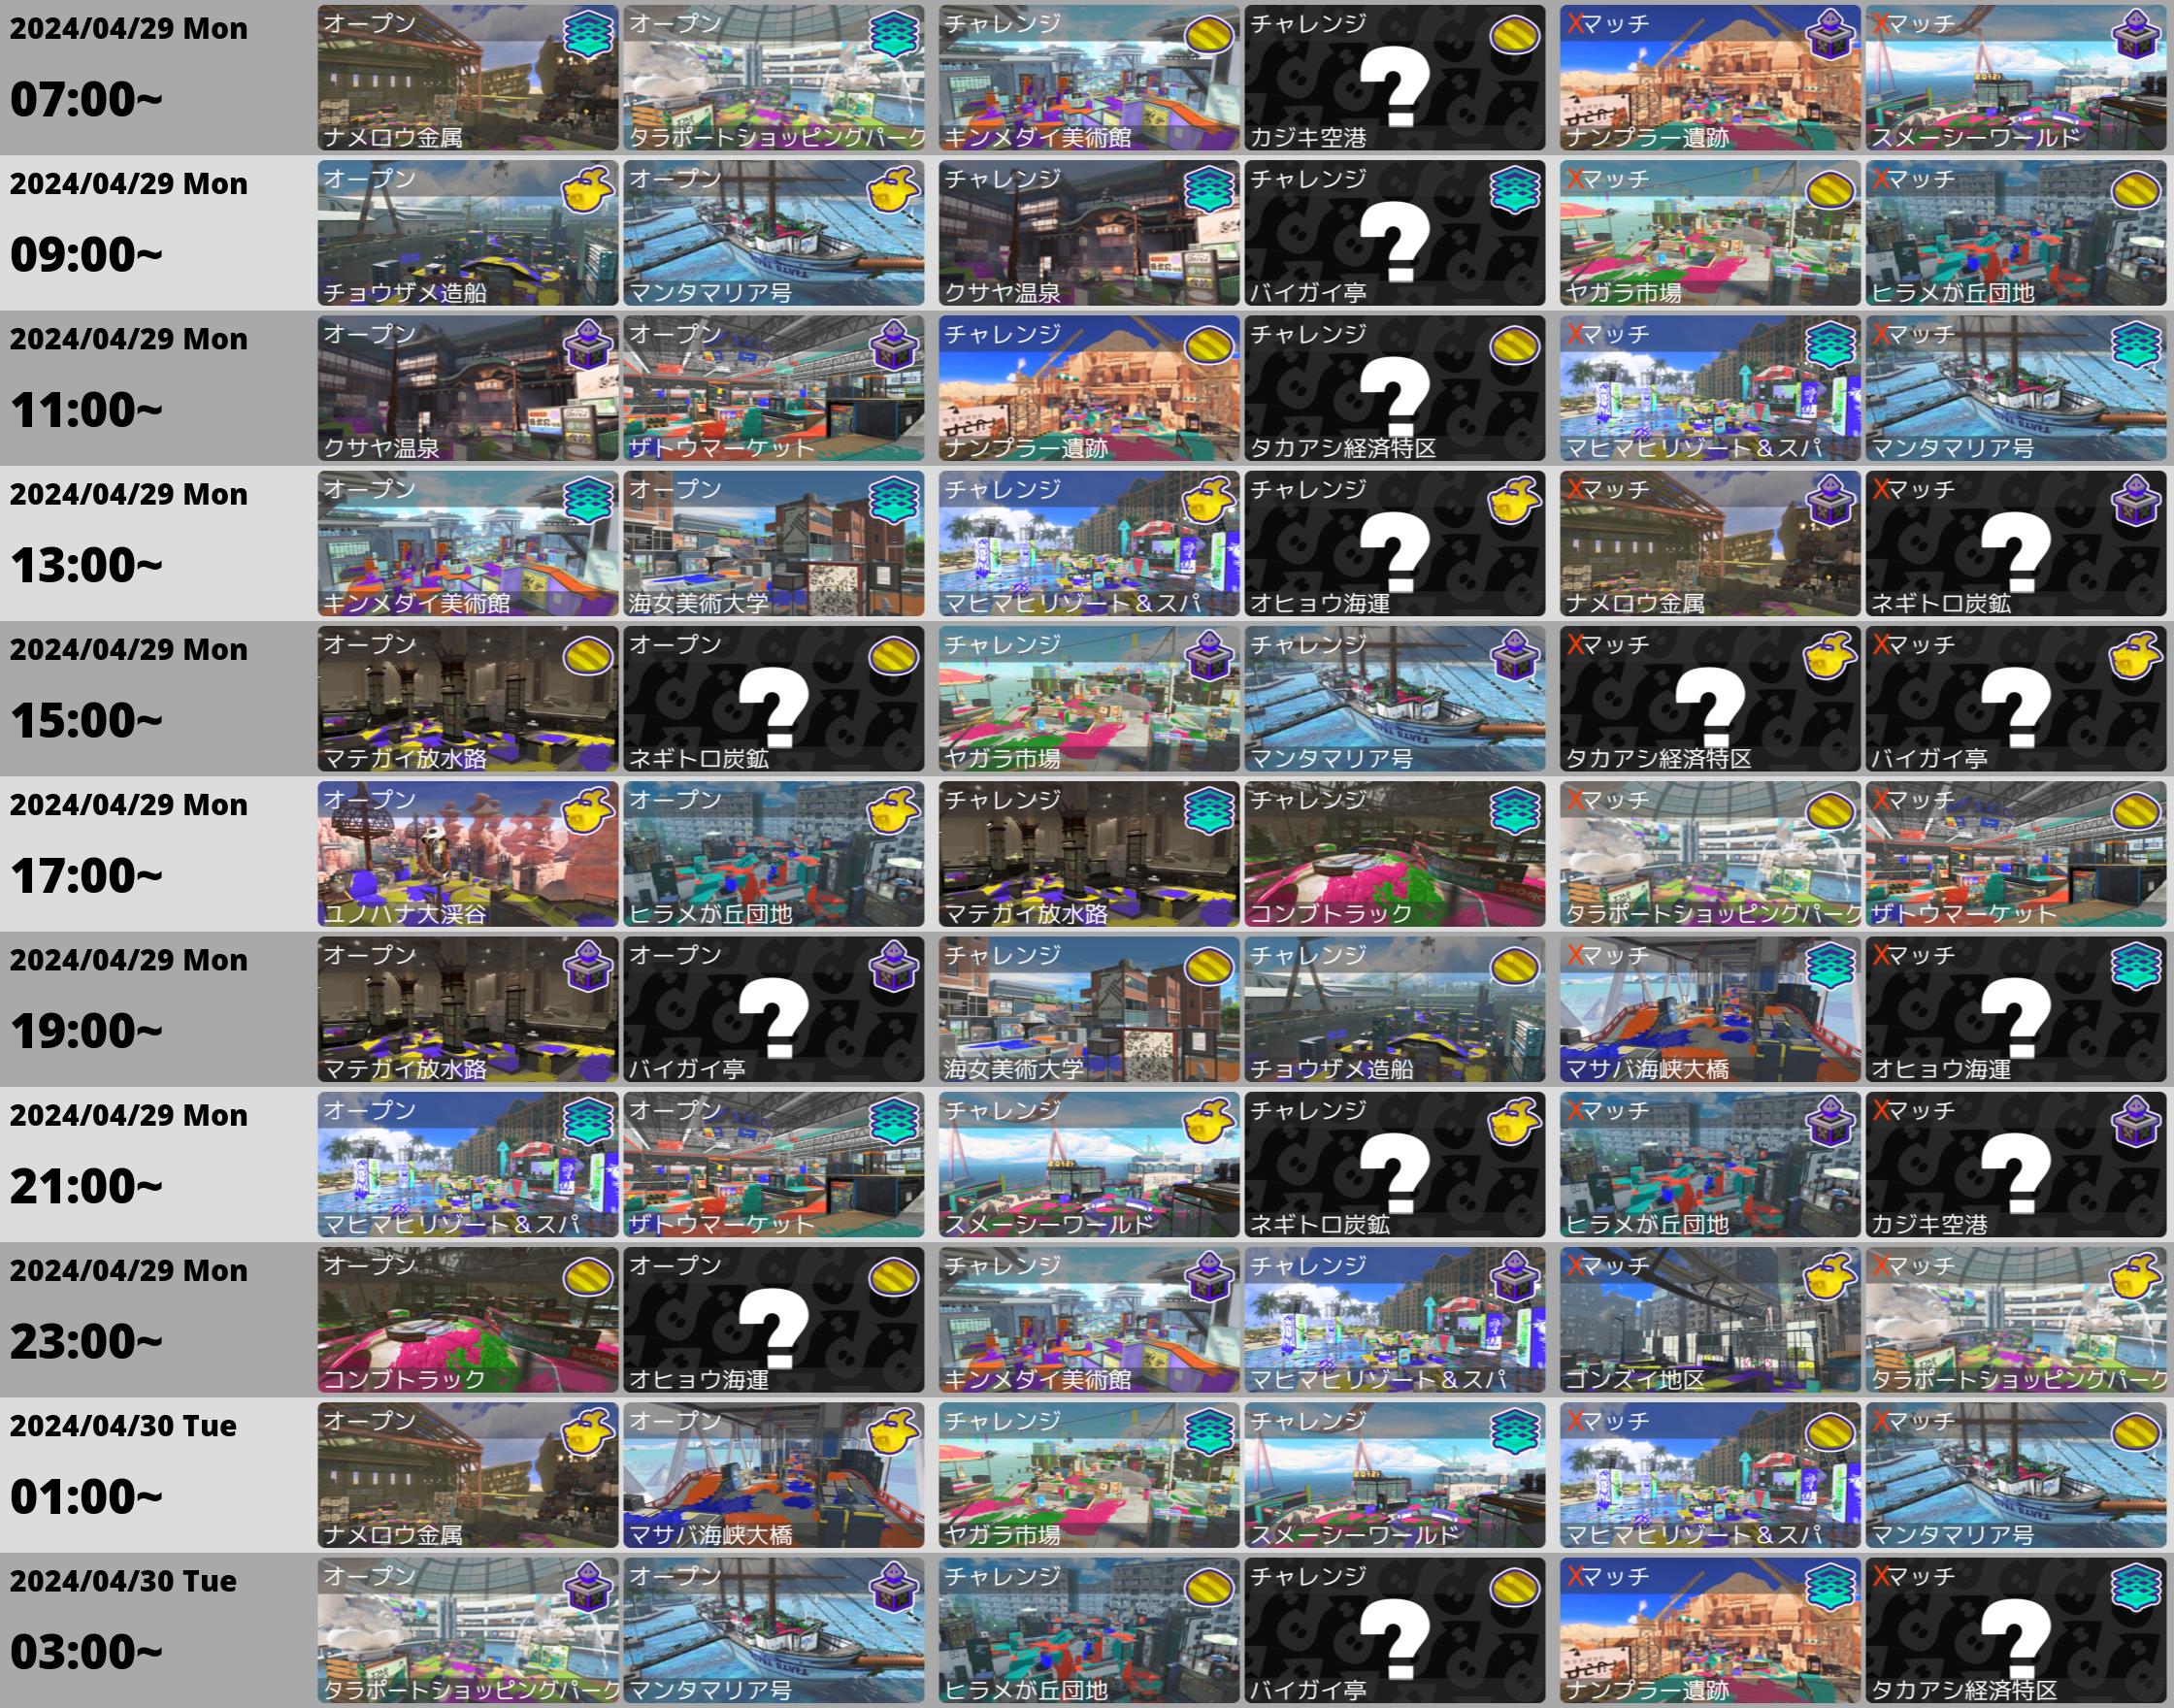 2024/04/29 Mon
07:00~
オープン
ナメロウ金属
オープン
タラポートショッピングパーク
チャレンジ
キンメダイ美術館
チャレンジ
?
カジキ空港
Xマッチ
ナンプラー遺跡
Xマッチ
スメーシーワールド
2024/04/29 Mon
09:00~
オープン
チョウザメ造船
オープン
マンタマリア号
チャレンジ
クサヤ温泉
チャレンジ
?
バイガイ亭
Xマッチ
ヤガラ市場
Xマッチ
ヒラメが丘団地
2024/04/29 Mon
11:00~
オープン
クサヤ温泉
オープン
ザトウマーケット
チャレンジ
ナンプラー遺跡
チャレンジ
?
タカアシ経済特区
Xマッチ
マヒマヒリゾート＆スパ
Xマッチ
マンタマリア号
2024/04/29 Mon
13:00~
オープン
キンメダイ美術館
オープン
海女美術大学
チャレンジ
マヒマヒリゾート＆スパ
チャレンジ
?
オヒョウ海運
Xマッチ
ナメロウ金属
Xマッチ
?
ネギトロ炭鉱
2024/04/29 Mon
15:00~
オープン
マテガイ放水路
オープン
?
ネギトロ炭鉱
チャレンジ
ヤガラ市場
チャレンジ
マンタマリア号
Xマッチ
?
タカアシ経済特区
Xマッチ
?
バイガイ亭
2024/04/29 Mon
17:00~
オープン
ユノハナ大渓谷
オープン
ヒラメが丘団地
チャレンジ
マテガイ放水路
チャレンジ
コンブトラック
Xマッチ
タラポートショッピングパーク
Xマッチ
ザトウマーケット
2024/04/29 Mon
19:00~
オープン
マテガイ放水路
オープン
?
バイガイ亭
チャレンジ
海女美術大学
チャレンジ
チョウザメ造船
Xマッチ
マサバ海峡大橋
Xマッチ
?
オヒョウ海運
2024/04/29 Mon
21:00~
オープン
マヒマヒリゾート＆スパ
オープン
ザトウマーケット
チャレンジ
スメーシーワールド
チャレンジ
?
ネギトロ炭鉱
Xマッチ
ヒラメが丘団地
Xマッチ
?
カジキ空港
2024/04/29 Mon
23:00~
オープン
コンブトラック
オープン
?
オヒョウ海運
チャレンジ
キンメダイ美術館
チャレンジ
マヒマヒリゾート＆スパ
Xマッチ
ゴンズイ地区
Xマッチ
タラポートショッピングパーク
2024/04/30 Tue
01:00~
オープン
ナメロウ金属
オープン
マサバ海峡大橋
チャレンジ
ヤガラ市場
チャレンジ
スメーシーワールド
Xマッチ
マヒマヒリゾート＆スパ
Xマッチ
マンタマリア号
2024/04/30 Tue
03:00~
オープン
タラポートショッピングパーク
オープン
マンタマリア号
チャレンジ
ヒラメが丘団地
チャレンジ
?
バイガイ亭
Xマッチ
ナンプラー遺跡
Xマッチ
?
タカアシ経済特区